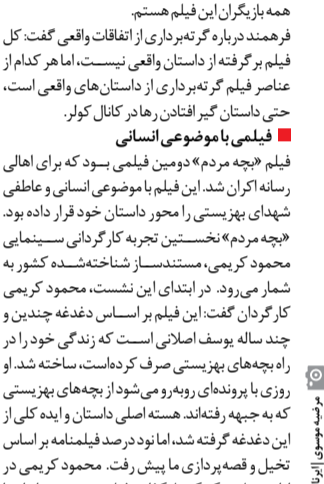 همه بازیگران این فیلم هستم.
فرهمند درباره گرته‌برداری از اتفاقات واقعی گفت: کل
فیلم برگرفته از داستان واقعی نیست، اما هر کدام از
عناصر فیلم گرته‌برداری از داستان‌های واقعی است،
حتی داستان گیر افتادن رها در کانال کولر.
فیلمی با موضوعی انسانی
فیلم «بچه مردم» دومین فیلمی بود که برای اهالی
رسانه اکران شد. این فیلم با موضوعی انسانی و عاطفی
شهدای بهزیستی را محور داستان خود قرار داده بود.
«بچه مردم» نخستین تجربه کارگردانی سینمایی
محمود کریمی، مستندساز شناخته‌شده کشور به
شمار می‌رود. در ابتدای این نشست، محمود کریمی
کارگردان گفت: این فیلم بر اساس دغدغه چندین و
چند ساله یوسف اصلانی است که زندگی خود را در
راه بچه‌های بهزیستی صرف کرده‌است، ساخته شد. او
روزی با پرونده‌ای روبه‌رو می‌شود از بچه‌های بهزیستی
که به جبهه رفته‌اند. هسته اصلی داستان و ایده کلی از
این دغدغه گرفته شد، اما نود درصد فیلمنامه بر اساس
تخیل و قصه‌پردازی ما پیش رفت. محمود کریمی در
مرضیه موسوی | ایرنا